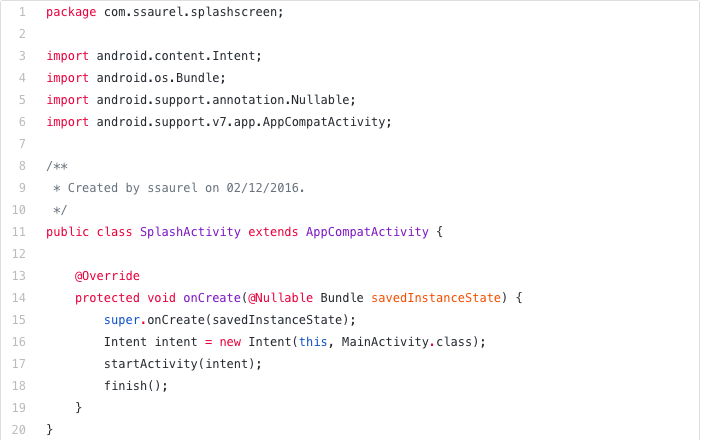 1 package com.ssaurel.splashscreen;
2
3 import android.content.Intent;
4 import android.os.Bundle;
5 import android.support.annotation.Nullable;
6 import android.support.v7.app.AppCompatActivity;
7
8 /**
9  * Created by ssaurel on 02/12/2016.
10  */
11 public class SplashActivity extends AppCompatActivity {
12
13     @Override
14     protected void onCreate(@Nullable Bundle savedInstanceState) {
15         super.onCreate(savedInstanceState);
16         Intent intent = new Intent(this, MainActivity.class);
17         startActivity(intent);
18         finish();
19     }
20 }